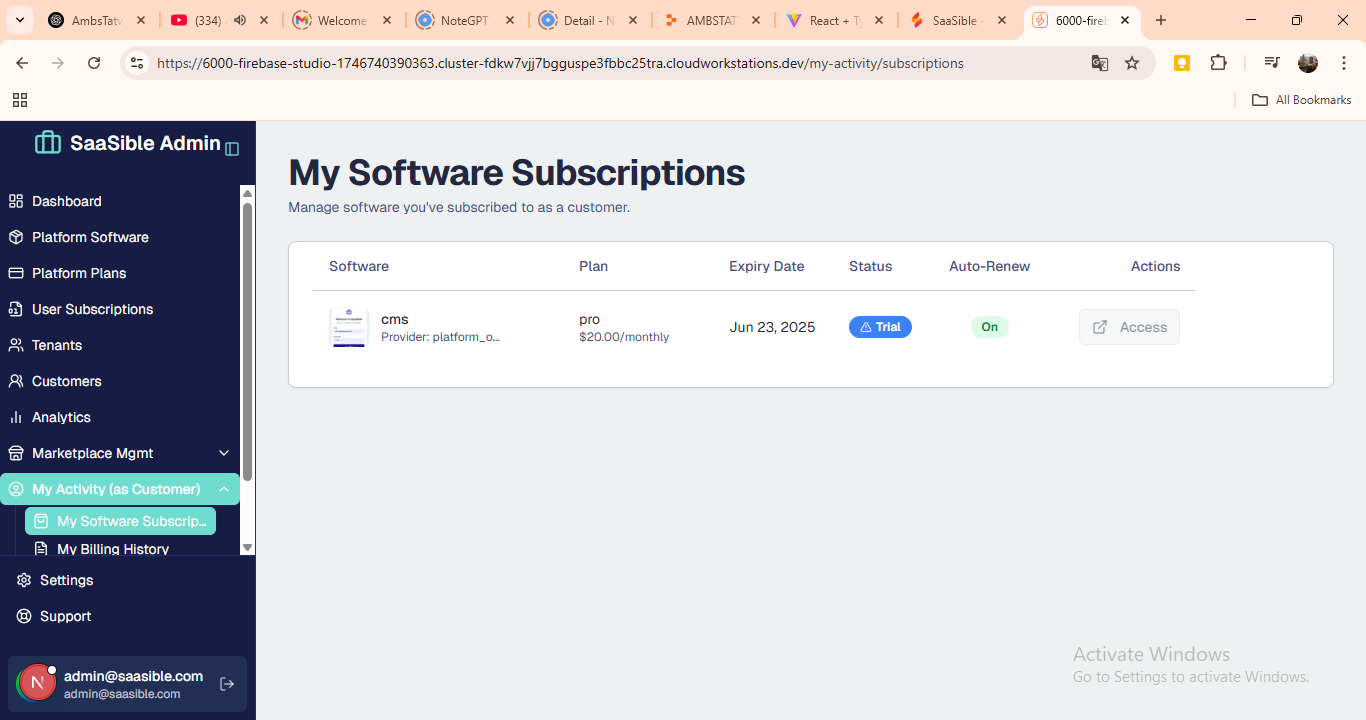 AmbsTatv
(334)
Welcome
NoteGPT
Detail - N
AMBSTAT
React + Ty
SaaSible -
6000-fireb
https://6000-firebase-studio-1746740390363.cluster-fdkw7vjj7bgguspe3fbbc25tra.cloudworkstations.dev/my-activity/subscriptions
All Bookmarks
SaaSible Admin
Dashboard
Platform Software
Platform Plans
User Subscriptions
Tenants
Customers
Analytics
Marketplace Mgmt
My Activity (as Customer)
My Software Subscrip...
My Billing History
Settings
Support
N
admin@saasible.com
admin@saasible.com
My Software Subscriptions
Manage software you've subscribed to as a customer.
Software Plan Expiry Date Status Auto-Renew Actions
cms pro Jun 23, 2025 Trial On Access
Provider: platform_o... $20.00/monthly
Activate Windows
Go to Settings to activate Windows.